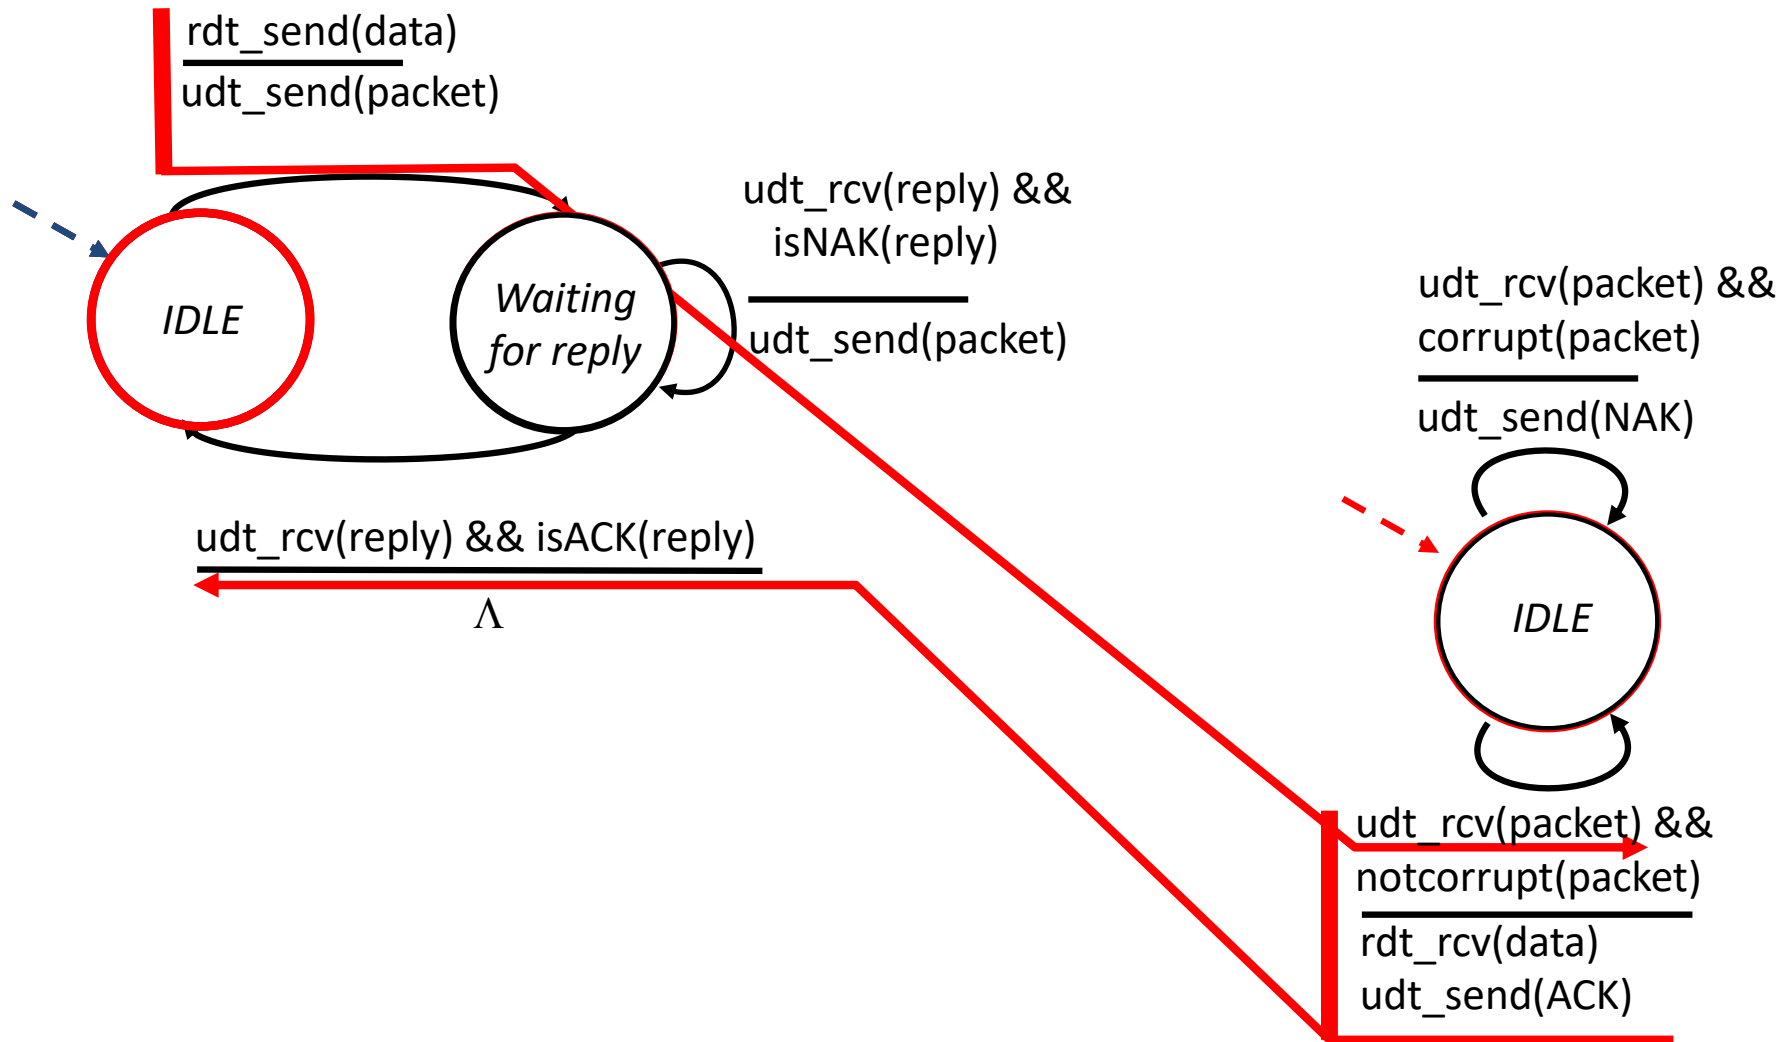 rdt_send(data)
udt_send(packet)
udt_rcv(reply) &&
isNAK(reply)
udt_send(packet)
IDLE
Waiting
for reply
udt_rcv(reply) && isACK(reply)
Λ
udt_rcv(packet) &&
corrupt(packet)
udt_send(NAK)
IDLE
udt_rcv(packet) &&
notcorrupt(packet)
rdt_rcv(data)
udt_send(ACK)